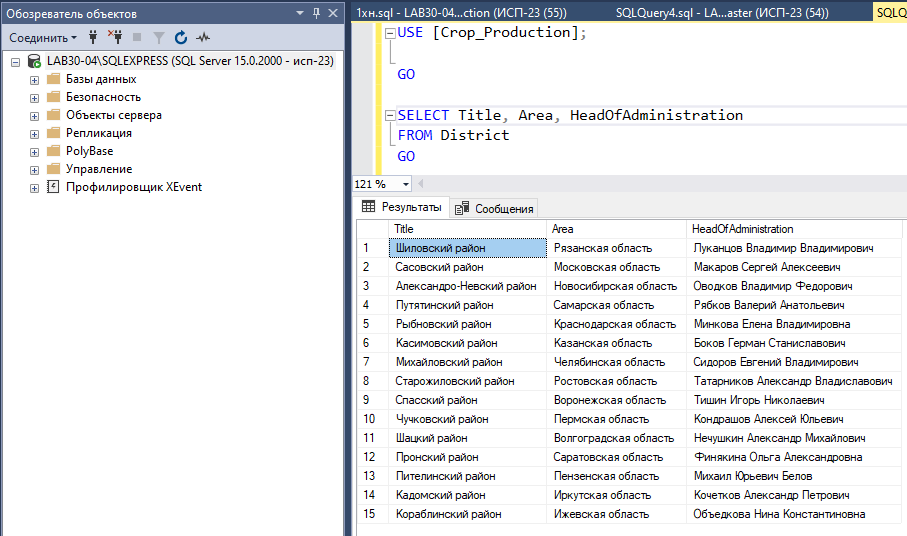 Обозреватель объектов
Соединить
LAB30-04\SQLEXPRESS (SQL Server 15.0.2000 - исп-23)
Базы данных
Безопасность
Объекты сервера
Репликация
PolyBase
Управление
Профилировщик XEvent
1хн.sql - LAB30-04...ction (ИСП-23 (55))
SQLQuery4.sql - LA...aster (ИСП-23 (54))
SQLQ
USE [Crop_Production];
GO
SELECT Title, Area, HeadOfAdministration
FROM District
GO
121 %
Результаты Сообщения
Title Area HeadOfAdministration
1 Шиловский район Рязанская область Луканцов Владимир Владимирович
2 Сасовский район Московская область Макаров Сергей Алексеевич
3 Александро-Невский район Новосибирская область Оводков Владимир Федорович
4 Путятинский район Самарская область Рябков Валерий Анатольевич
5 Рыбновский район Краснодарская область Минкова Елена Владимировна
6 Касимовский район Казанская область Боков Герман Станиславович
7 Михайловский район Челябинская область Сидоров Евгений Владимирович
8 Старожиловский район Ростовская область Татарников Александр Владиславович
9 Спасский район Воронежская область Тишин Игорь Николаевич
10 Чучковский район Пермская область Кондрашов Алексей Юльевич
11 Шацкий район Волгоградская область Нечушкин Александр Михайлович
12 Пронский район Саратовская область Финякина Ольга Александровна
13 Пителинский район Пензенская область Михаил Юрьевич Белов
14 Кадомский район Иркутская область Кочетков Александр Петрович
15 Кораблинский район Ижевская область Объедкова Нина Константиновна